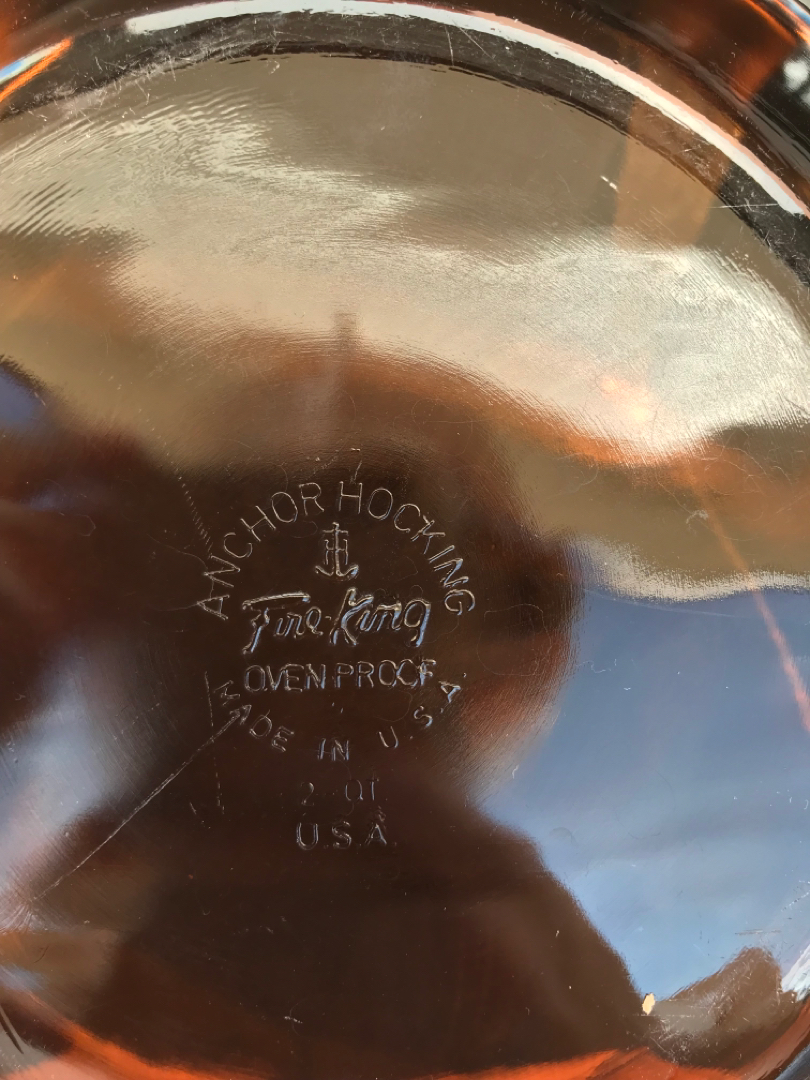 ANCHOR HOCKING
Fire-King
OVEN PROOF
MADE IN U.S.A.
2 QT
U.S.A.